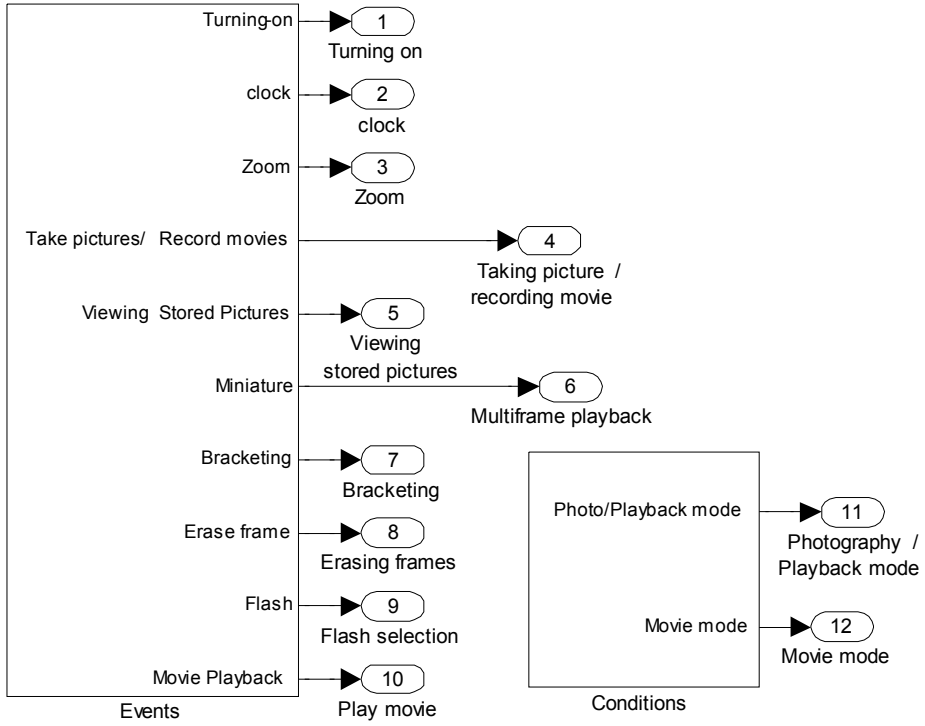 Turning-on
1
Turning on
clock
2
clock
Zoom
3
Zoom
Take pictures/ Record movies
4
Taking picture /
recording movie
Viewing Stored Pictures
5
Viewing
stored pictures
Miniature
6
Multiframe playback
Bracketing
7
Bracketing
Erase frame
8
Erasing frames
Flash
9
Flash selection
Movie Playback
10
Play movie
Events
Photo/Playback mode
11
Photography /
Playback mode
Movie mode
12
Movie mode
Conditions